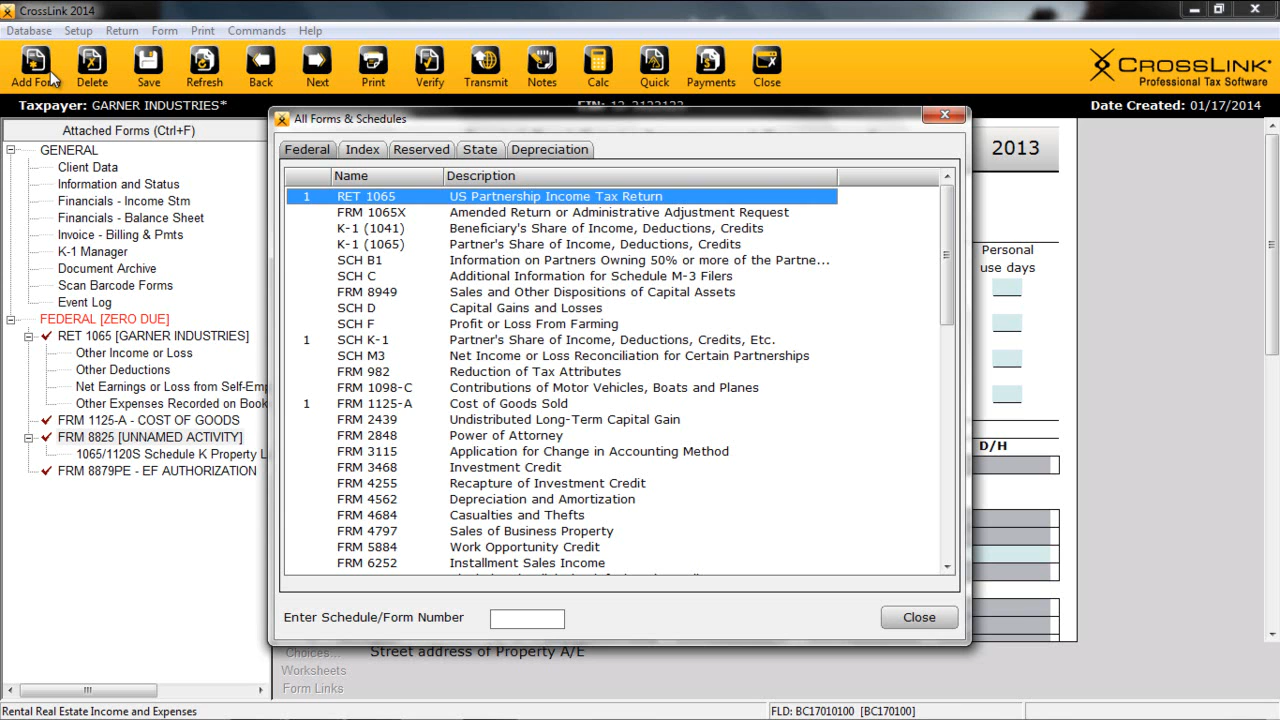 CrossLink 2014
Database Setup Return Form Print Commands Help
Add Form Delete Save Refresh Back Next Print Verify Transmit Notes Calc Quick Payments Close
CROSSLINK
Professional Tax Software
Taxpayer: GARNER INDUSTRIES*
Date Created: 01/17/2014
Attached Forms (Ctrl+F)
GENERAL
Client Data
Information and Status
Financials - Income Stm
Financials - Balance Sheet
Invoice - Billing & Pmts
K-1 Manager
Document Archive
Scan Barcode Forms
Event Log
FEDERAL [ZERO DUE]
RET 1065 [GARNER INDUSTRIES]
Other Income or Loss
Other Deductions
Net Earnings or Loss from Self-Emp
Other Expenses Recorded on Book
FRM 1125-A - COST OF GOODS
FRM 8825 [UNNAMED ACTIVITY]
1065/1120S Schedule K Property L
FRM 8879PE - EF AUTHORIZATION
All Forms & Schedules
Federal Index Reserved State Depreciation
Name Description
1 RET 1065 US Partnership Income Tax Return
FRM 1065X Amended Return or Administrative Adjustment Request
K-1 (1041) Beneficiary's Share of Income, Deductions, Credits
K-1 (1065) Partner's Share of Income, Deductions, Credits
SCH B1 Information on Partners Owning 50% or more of the Partne...
SCH C Additional Information for Schedule M-3 Filers
FRM 8949 Sales and Other Dispositions of Capital Assets
SCH D Capital Gains and Losses
SCH F Profit or Loss From Farming
1 SCH K-1 Partner's Share of Income, Deductions, Credits, Etc.
SCH M3 Net Income or Loss Reconciliation for Certain Partnerships
FRM 982 Reduction of Tax Attributes
FRM 1098-C Contributions of Motor Vehicles, Boats and Planes
1 FRM 1125-A Cost of Goods Sold
FRM 2439 Undistributed Long-Term Capital Gain
FRM 2848 Power of Attorney
FRM 3115 Application for Change in Accounting Method
FRM 3468 Investment Credit
FRM 4255 Recapture of Investment Credit
FRM 4562 Depreciation and Amortization
FRM 4684 Casualties and Thefts
FRM 4797 Sales of Business Property
FRM 5884 Work Opportunity Credit
FRM 6252 Installment Sales Income
Enter Schedule/Form Number
Close
2013
Personal
use days
D/H
Choices...
Street address of Property A/E
Worksheets
Form Links
Rental Real Estate Income and Expenses
FLD: BC17010100 [BC170100]